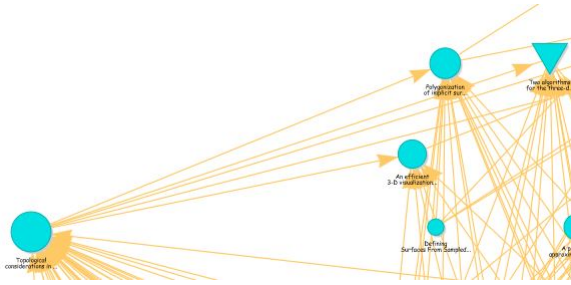 Polygonization
of implicit sur...
Two algorithms
for the three-d...
An efficient
3-D visualization...
Defining
Surfaces From Sampled...
A p
approxim
Topological
considerations in ...